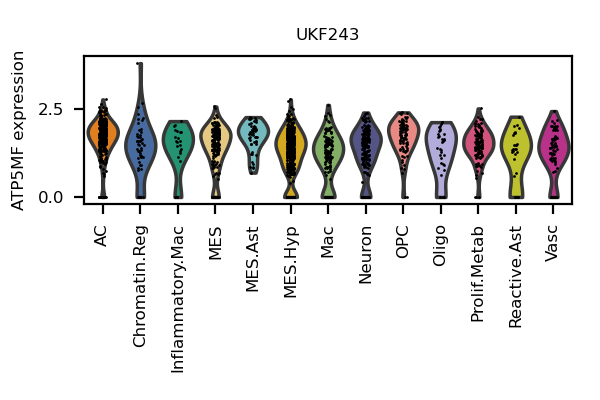 UKF243
ATP5MF expression
2.5
0.0
AC
Chromatin.Reg
Inflammatory.Mac
MES
MES.Ast
MES.Hyp
Mac
Neuron
OPC
Oligo
Prolif.Metab
Reactive.Ast
Vasc